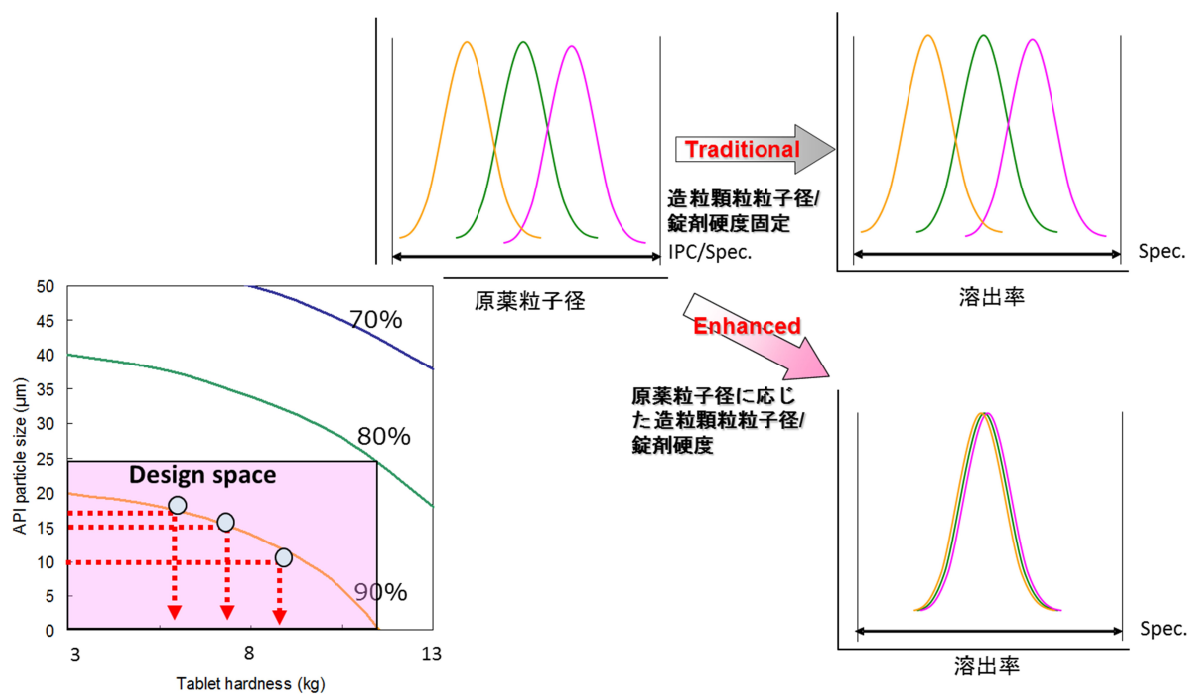 Traditional
造粒顆粒粒子径/
錠剤硬度固定
IPC/Spec.
原薬粒子径
Spec.
溶出率
Enhanced
原薬粒子径に応じ
た造粒顆粒粒子径/
錠剤硬度
Spec.
溶出率
API particle size (μm)
50
45
40
35
30
25
20
15
10
5
0
70%
80%
Design space
90%
3
8
13
Tablet hardness (kg)